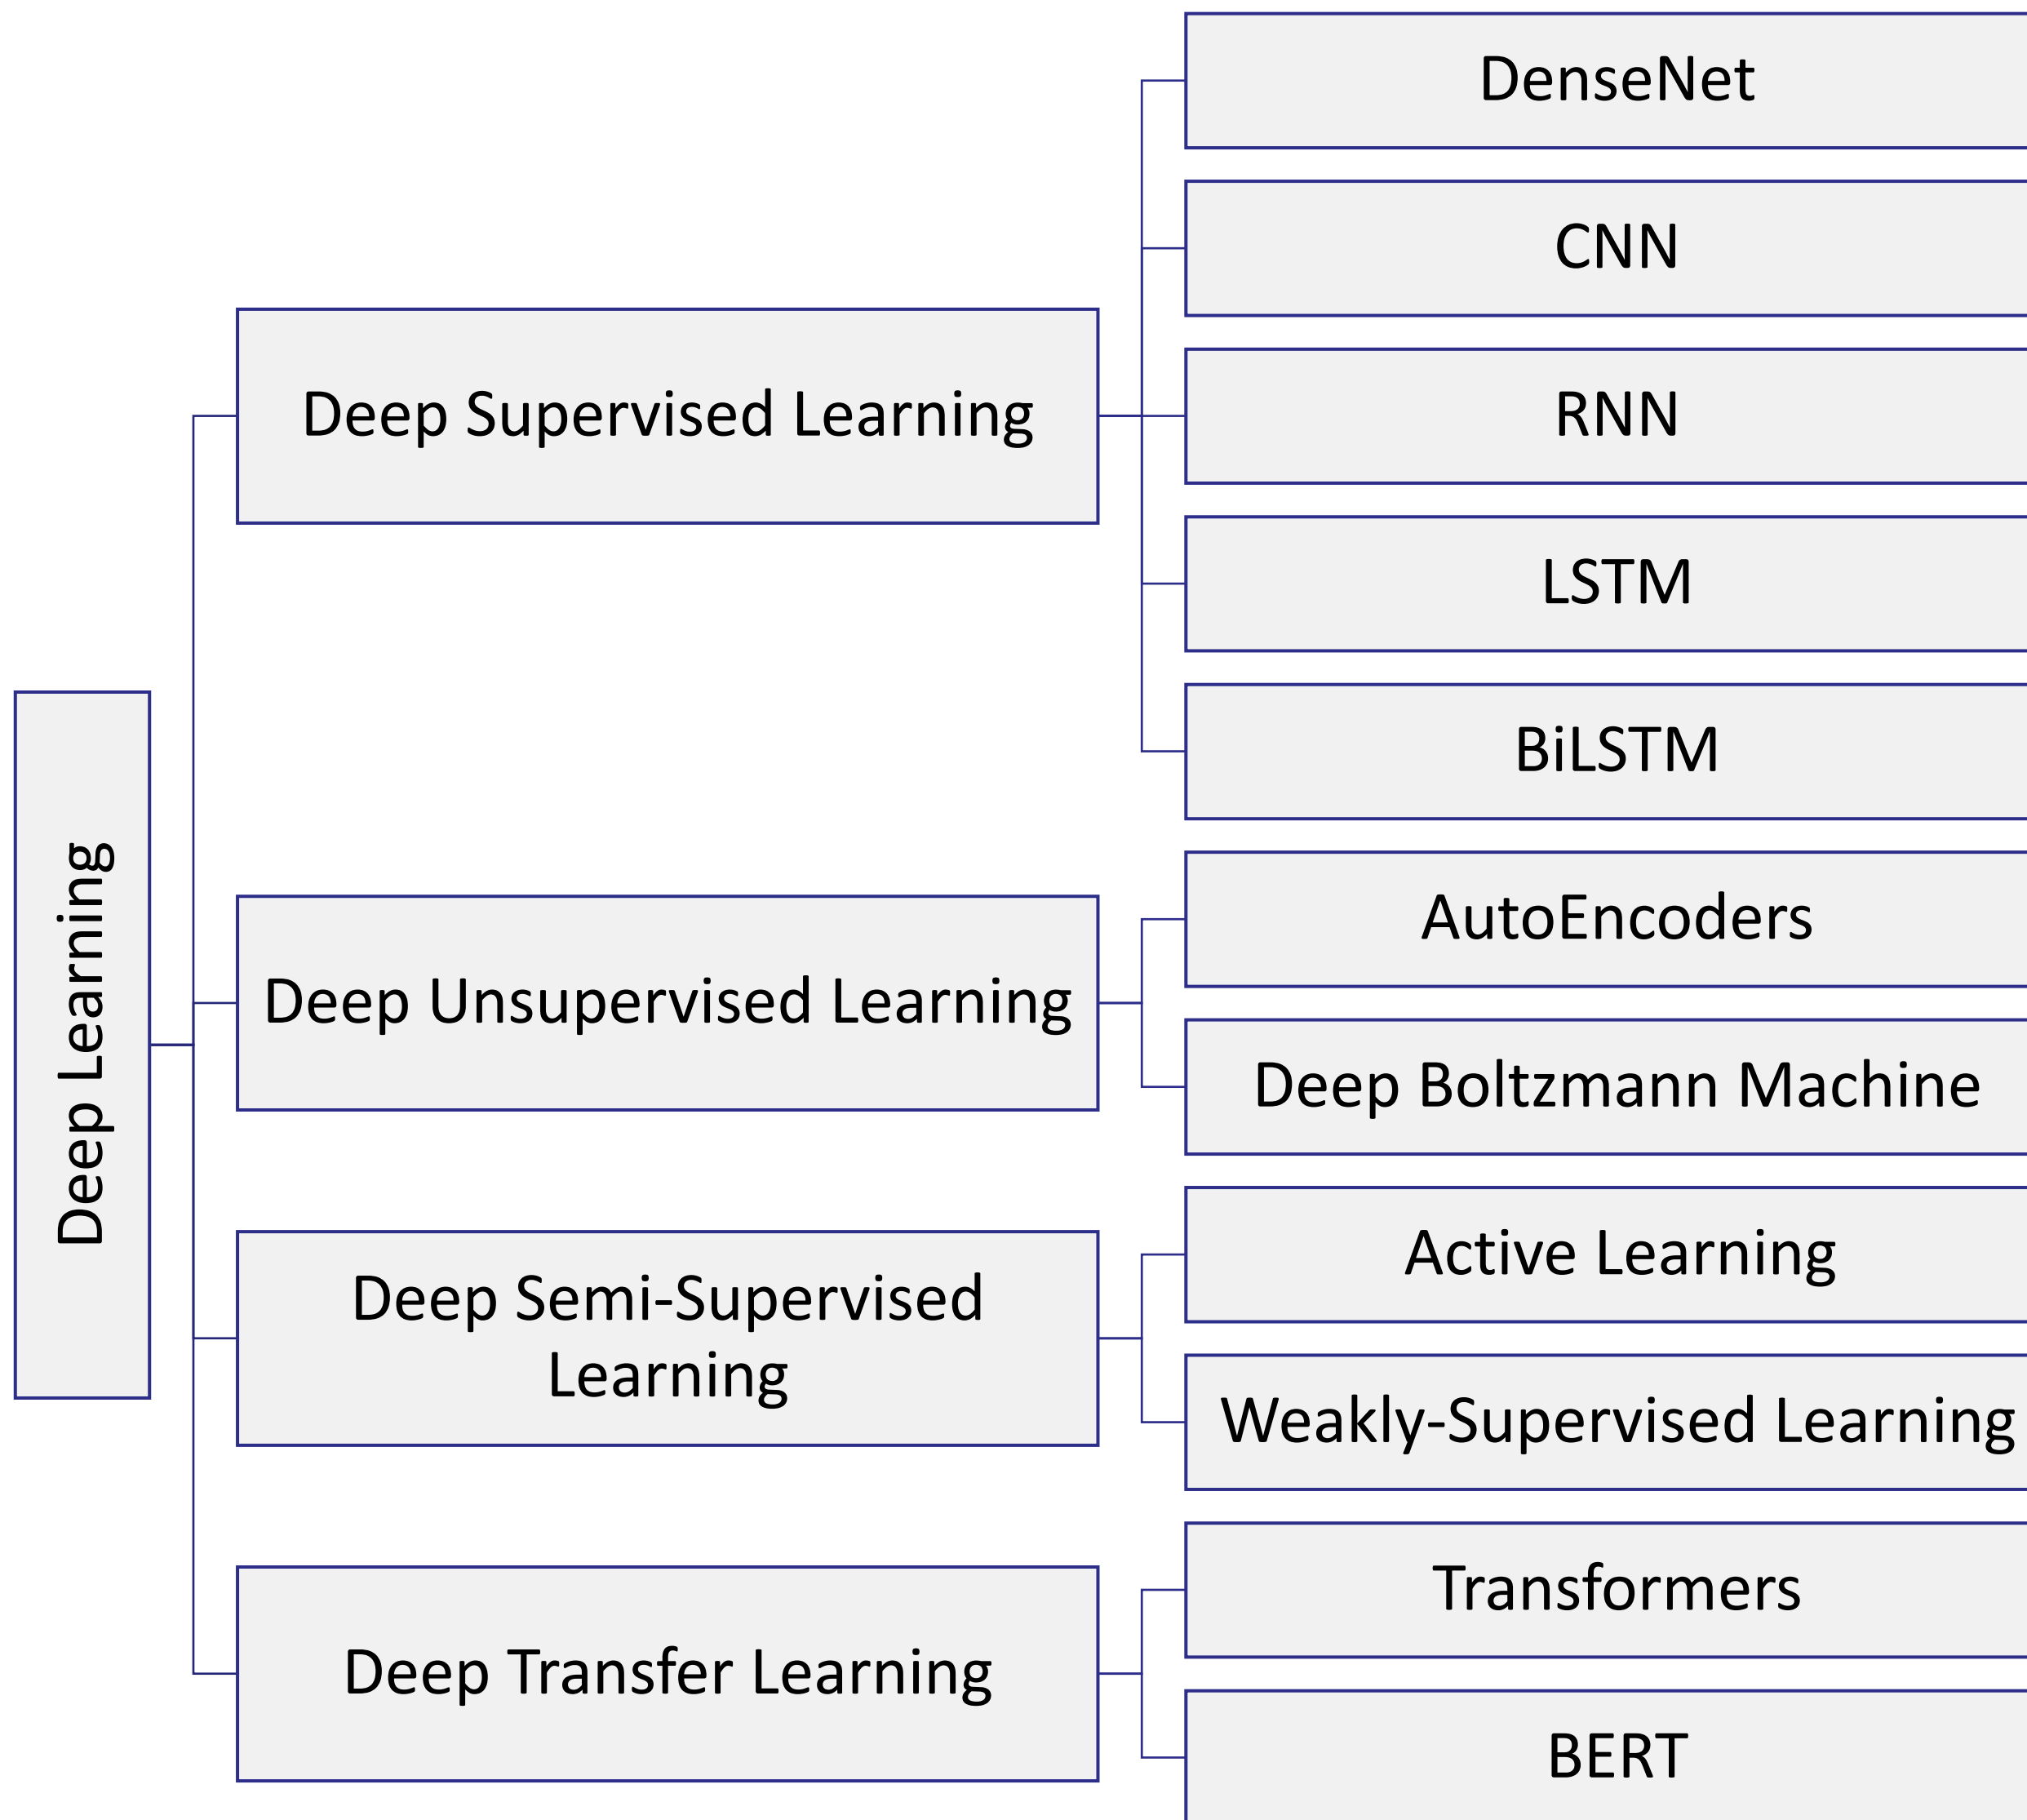 Deep Learning
Deep Supervised Learning
DenseNet
CNN
RNN
LSTM
BiLSTM
Deep Unsupervised Learning
AutoEncoders
Deep Boltzmann Machine
Deep Semi-Supervised
Learning
Active Learning
Weakly-Supervised Learning
Deep Transfer Learning
Transformers
BERT